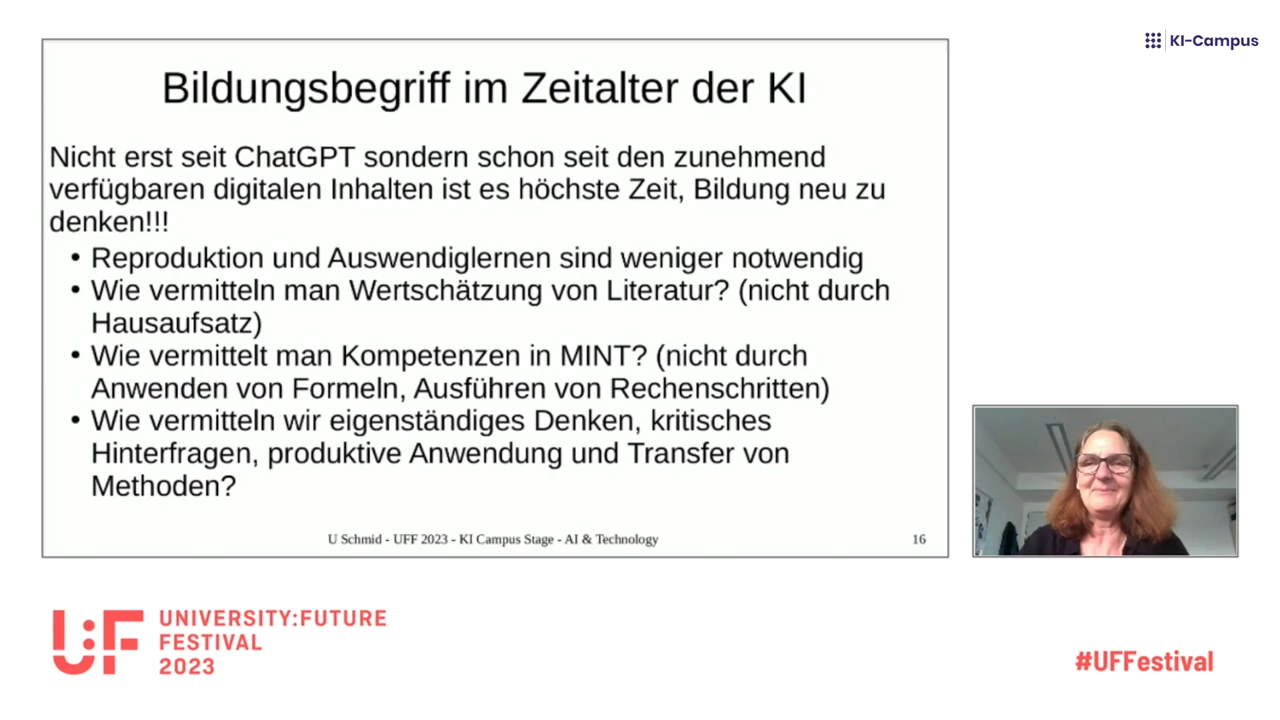 KI-Campus
Bildungsbegriff im Zeitalter der KI
Nicht erst seit ChatGPT sondern schon seit den zunehmend
verfügbaren digitalen Inhalten ist es höchste Zeit, Bildung neu zu
denken!!!
• Reproduktion und Auswendiglernen sind weniger notwendig
• Wie vermitteln man Wertschätzung von Literatur? (nicht durch
Hausaufsatz)
• Wie vermittelt man Kompetenzen in MINT? (nicht durch
Anwenden von Formeln, Ausführen von Rechenschritten)
• Wie vermitteln wir eigenständiges Denken, kritisches
Hinterfragen, produktive Anwendung und Transfer von
Methoden?
U Schmid - UFF 2023 - KI Campus Stage - AI & Technology 16
U:F
UNIVERSITY:FUTURE
FESTIVAL
2023
#UFFestival